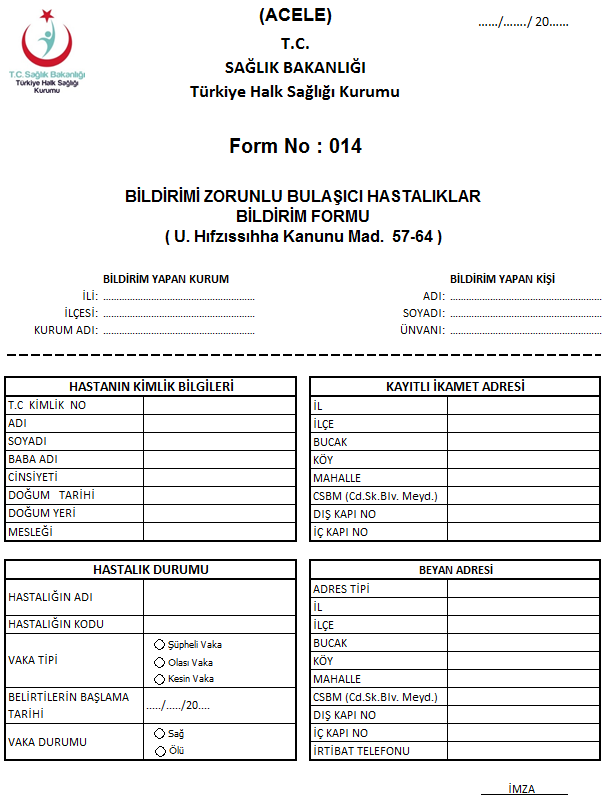 (ACELE)
....../......./ 20......
T.C.
SAĞLIK BAKANLIĞI
Türkiye Halk Sağlığı Kurumu
T.C. Sağlık Bakanlığı
Türkiye Halk Sağlığı
Kurumu
Form No : 014
BİLDİRİMİ ZORUNLU BULAŞICI HASTALIKLAR
BİLDİRİM FORMU
( U. Hıfzıssıhha Kanunu Mad. 57-64 )
BİLDİRİM YAPAN KURUM
İLİ: ........................................................
İLÇESİ: ........................................................
KURUM ADI: ........................................................
BİLDİRİM YAPAN KİŞİ
ADI: ........................................................
SOYADI: ........................................................
ÜNVANI: ........................................................
HASTANIN KİMLİK BİLGİLERİ
T.C KİMLİK NO
ADI
SOYADI
BABA ADI
CİNSİYETİ
DOĞUM TARİHİ
DOĞUM YERİ
MESLEĞİ
KAYITLI İKAMET ADRESİ
İL
İLÇE
BUCAK
KÖY
MAHALLE
CSBM (Cd.Sk.Blv. Meyd.)
DIŞ KAPI NO
İÇ KAPI NO
HASTALIK DURUMU
HASTALIĞIN ADI
HASTALIĞIN KODU
VAKA TİPİ
Şüpheli Vaka
Olası Vaka
Kesin Vaka
BELİRTİLERİN BAŞLAMA
TARİHİ
...../...../20....
VAKA DURUMU
Sağ
Ölü
BEYAN ADRESİ
ADRES TİPİ
İL
İLÇE
BUCAK
KÖY
MAHALLE
CSBM (Cd.Sk.Blv. Meyd.)
DIŞ KAPI NO
İÇ KAPI NO
İRTİBAT TELEFONU
İMZA